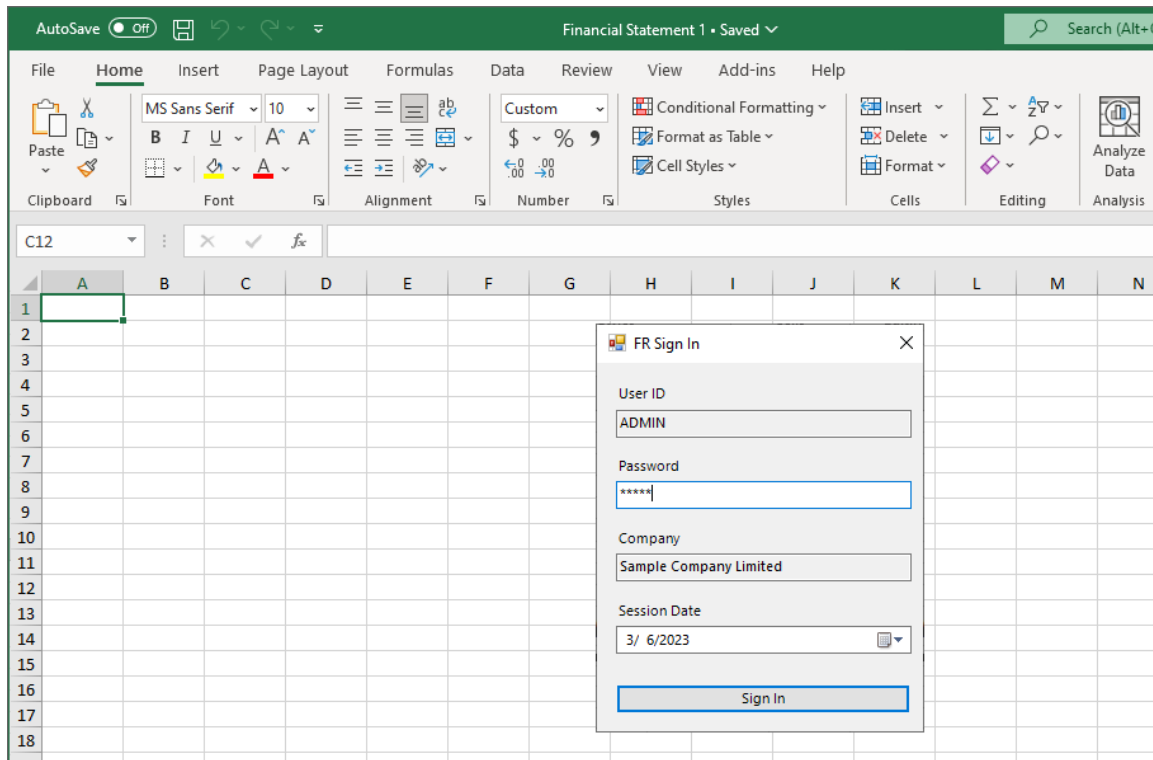 AutoSave Off Financial Statement 1 • Saved Search (Alt+
File Home Insert Page Layout Formulas Data Review View Add-ins Help
MS Sans Serif 10 ab Custom Conditional Formatting Insert
Paste B I U A A $ % Format as Table Delete Analyze
A Cell Styles Format Data
Clipboard Font Alignment Number Styles Cells Editing Analysis
C12 fx
A B C D E F G H I J K L M N
1
2
3 FR Sign In
4
5 User ID
6 ADMIN
7 Password
8 *****
9
10 Company
11 Sample Company Limited
12
13 Session Date
14 3/ 6/2023
15
16 Sign In
17
18